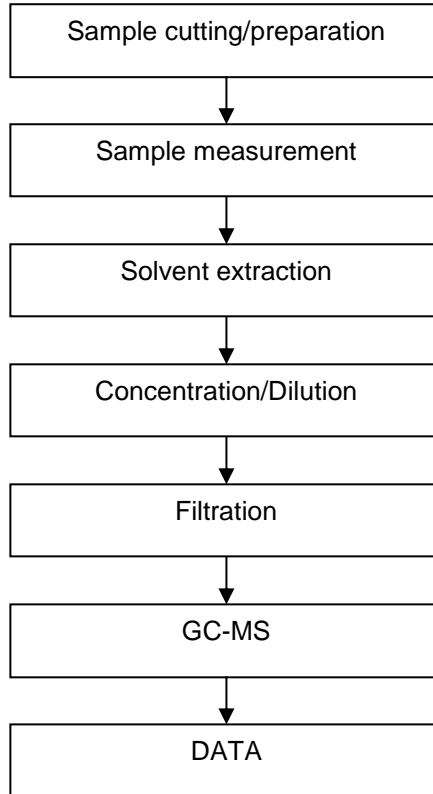 Sample cutting/preparation
Sample measurement
Solvent extraction
Concentration/Dilution
Filtration
GC-MS
DATA